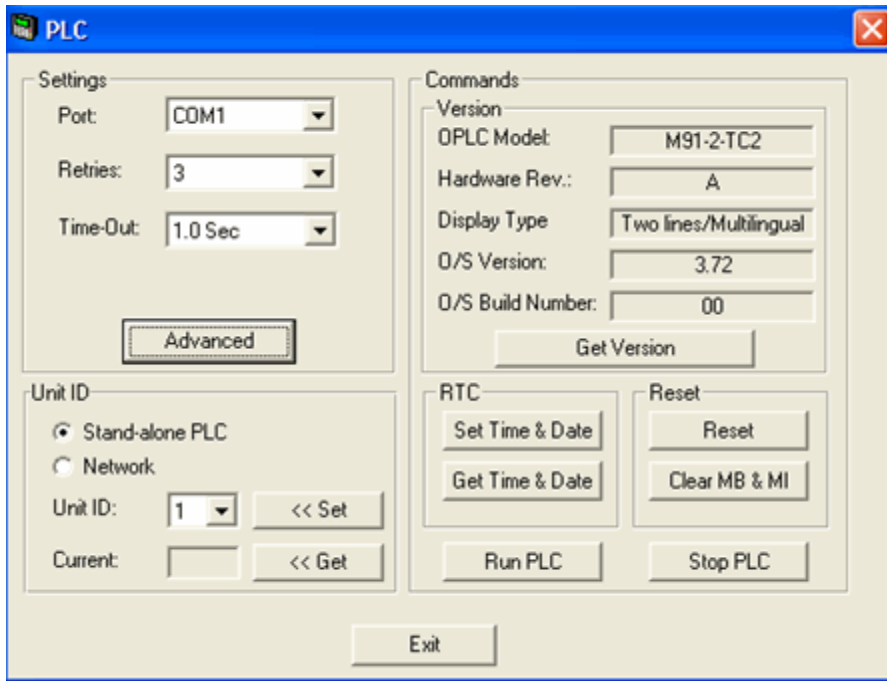 PLC
Settings
Port: COM1
Retries: 3
Time-Out: 1.0 Sec
Advanced
Unit ID
Stand-alone PLC
Network
Unit ID: 1 << Set
Current: << Get
Commands
Version
OPLC Model: M91-2-TC2
Hardware Rev.: A
Display Type Two lines/Multilingual
O/S Version: 3.72
O/S Build Number: 00
Get Version
RTC
Set Time & Date
Get Time & Date
Reset
Reset
Clear MB & MI
Run PLC
Stop PLC
Exit